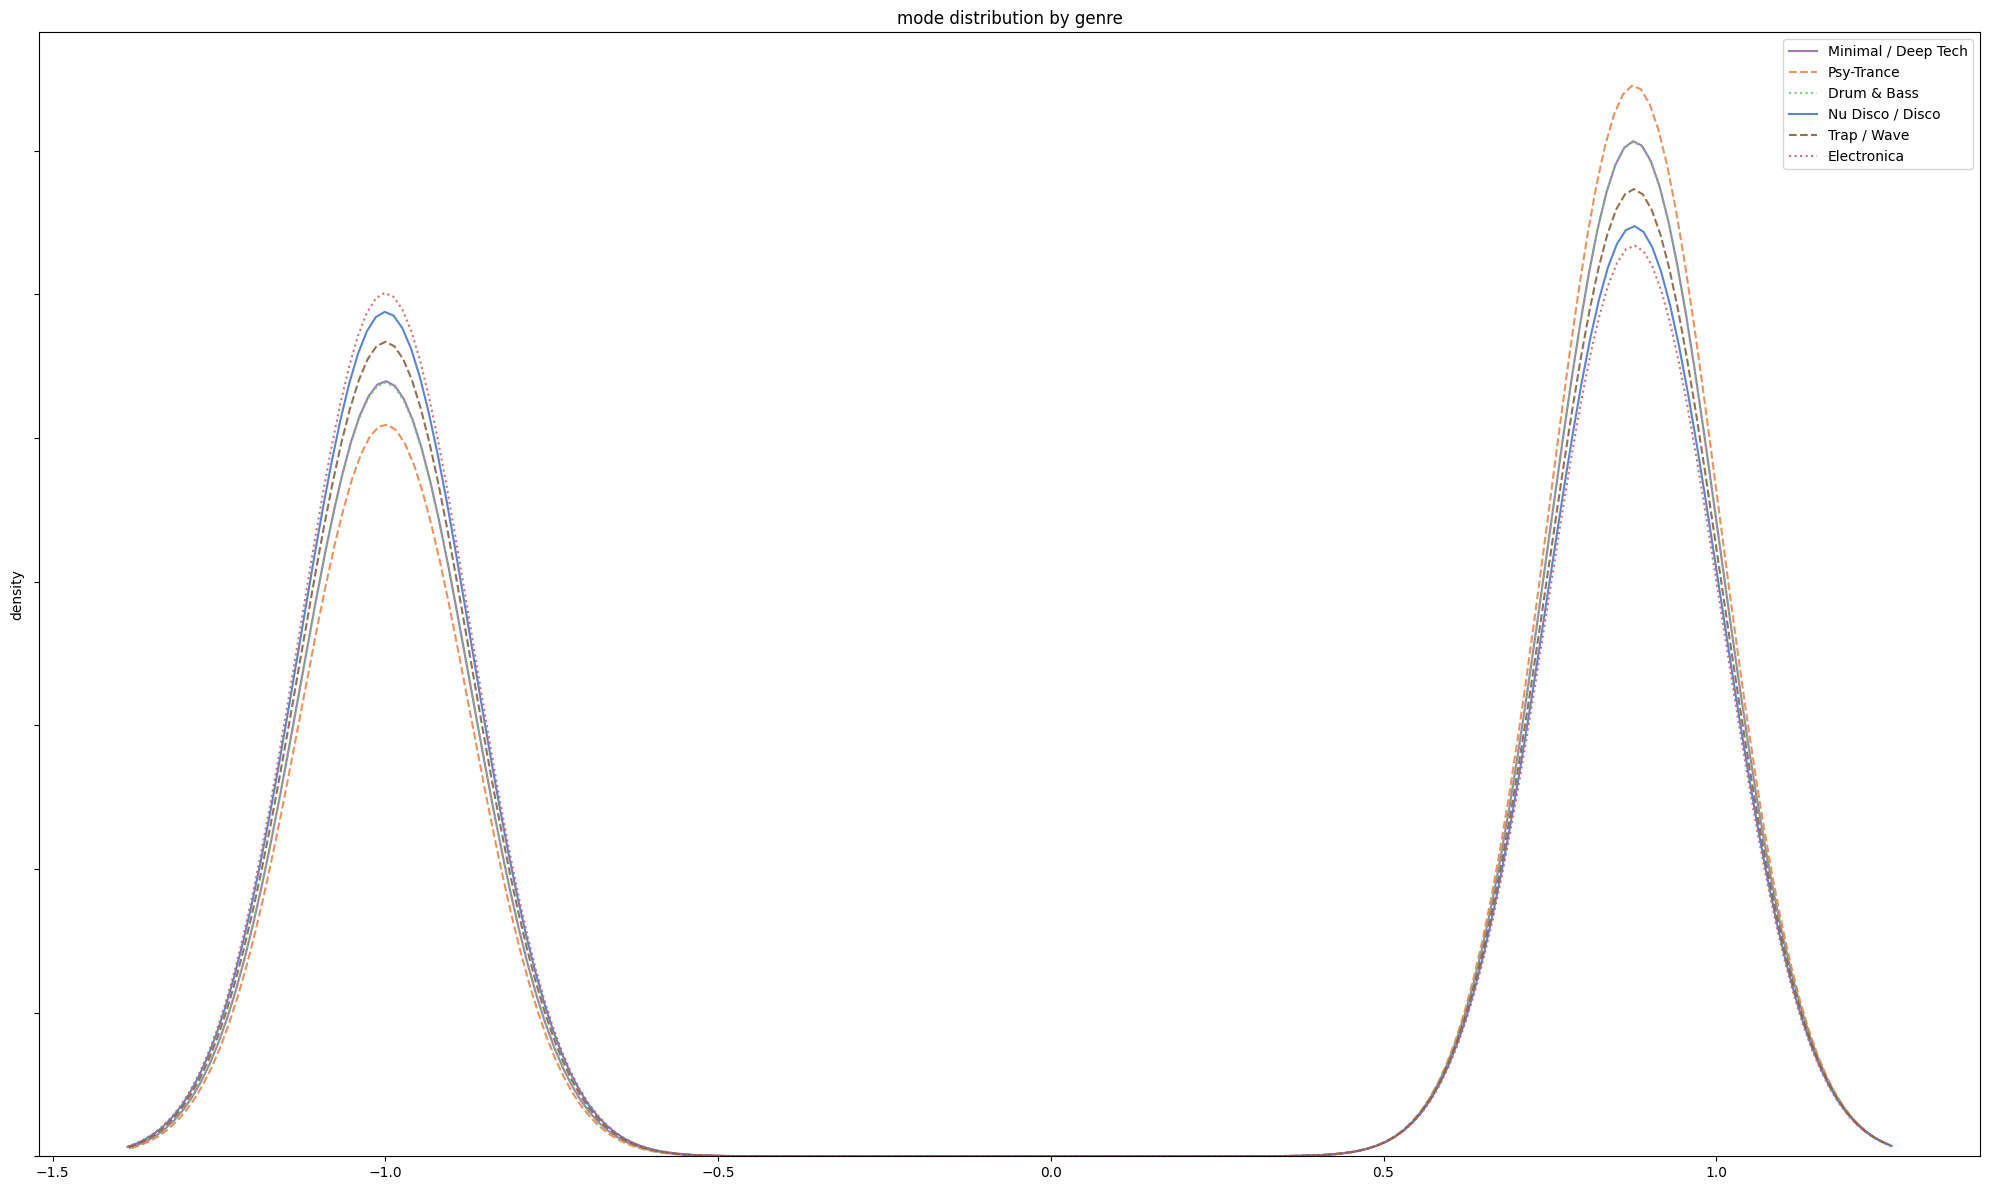 mode distribution by genre
Minimal / Deep Tech
Psy-Trance
Drum & Bass
Nu Disco / Disco
Trap / Wave
Electronica
density
−1.5
−1.0
−0.5
0.0
0.5
1.0